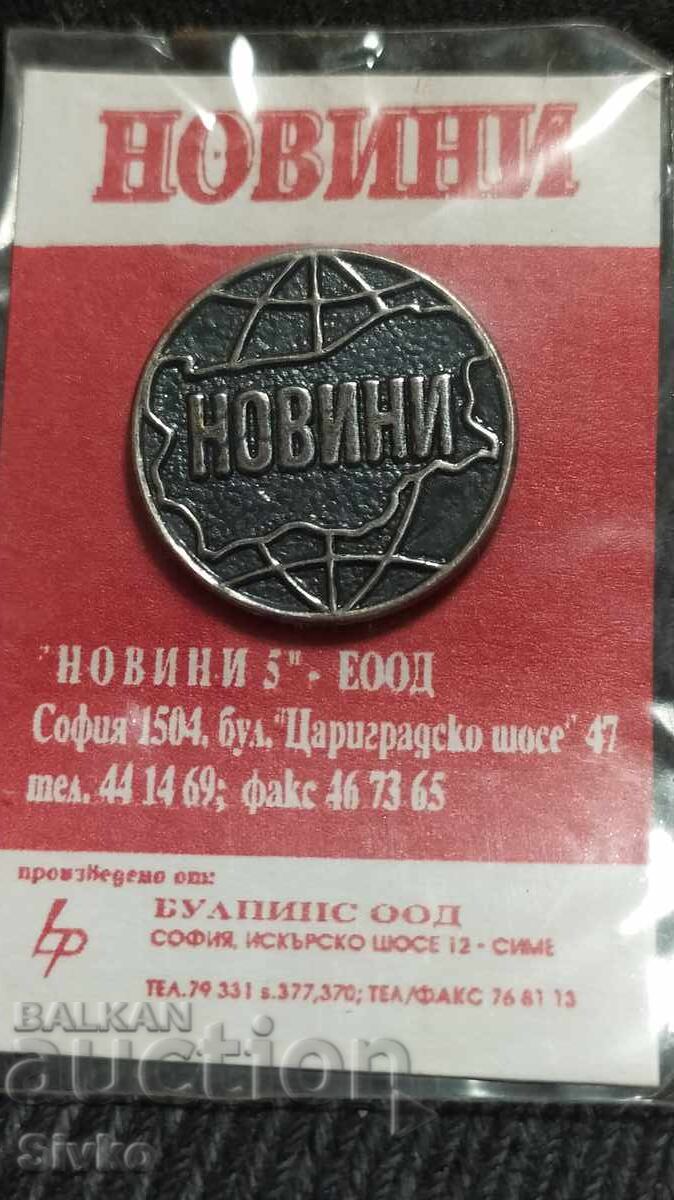 НОВИНИ
НОВИНИ
"НОВИНИ 5" - ЕООД
София 1504, бул. "Цариградско шосе" 47
тел. 44 14 69; факс 46 73 65
произведено от:
bp
БУЛПИНС ООД
СОФИЯ, ИСКЪРСКО ШОСЕ 12 - СИМЕ
ТЕЛ.79 331 в.377,370; ТЕЛ/ФАКС 76 81 13
BALKAN
auction
Sivko